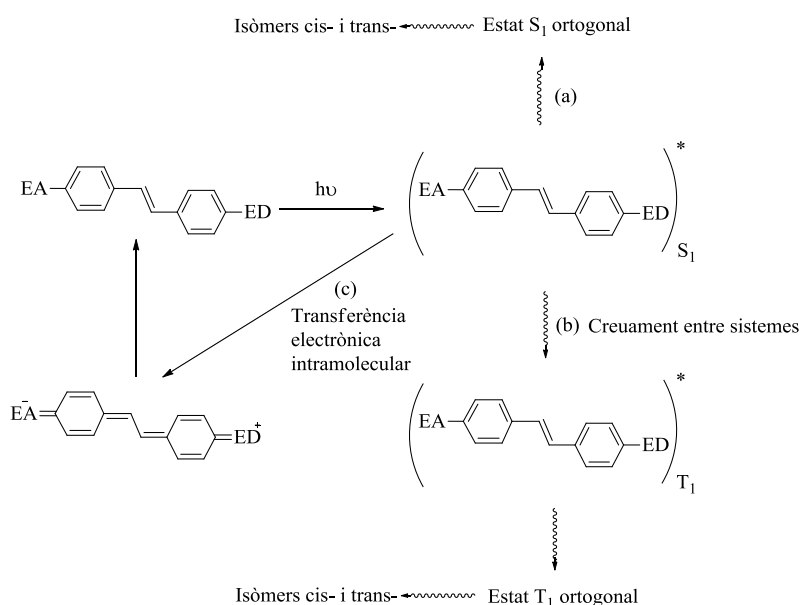 Isòmers cis- i trans-
Estat S₁ ortogonal
(a)
*
EA
ED
hυ
EA
ED
S₁
(c)
Transferència
electrònica
intramolecular
(b) Creuament entre sistemes
*
EA⁻
ED⁺
EA
ED
T₁
Isòmers cis- i trans-
Estat T₁ ortogonal